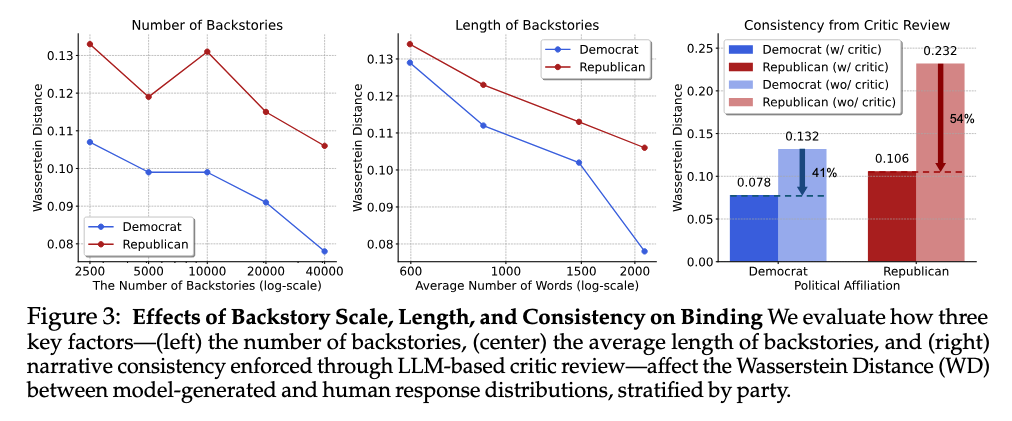 Number of Backstories
Wasserstein Distance
0.13
0.12
0.11
0.10
0.09
0.08
Democrat
Republican
2500 5000 10000 20000 40000
The Number of Backstories (log-scale)
Length of Backstories
Wasserstein Distance
0.13
0.12
0.11
0.10
0.09
0.08
Democrat
Republican
600 1000 1500 2000
Average Number of Words (log-scale)
Consistency from Critic Review
Wasserstein Distance
0.25
0.20
0.15
0.10
0.05
0.00
Democrat (w/ critic)
Republican (w/ critic)
Democrat (wo/ critic)
Republican (wo/ critic)
0.078
0.132
41%
0.106
0.232
54%
Democrat Republican
Political Affiliation
Figure 3: Effects of Backstory Scale, Length, and Consistency on Binding We evaluate how three
key factors—(left) the number of backstories, (center) the average length of backstories, and (right)
narrative consistency enforced through LLM-based critic review—affect the Wasserstein Distance (WD)
between model-generated and human response distributions, stratified by party.